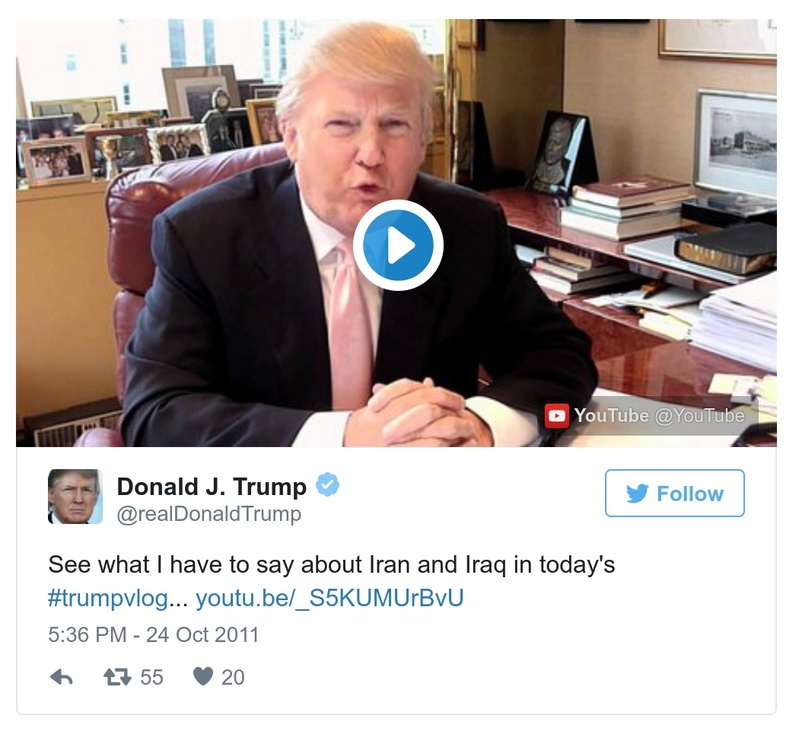 YouTube @YouTube
Donald J. Trump
Follow
@realDonaldTrump
See what I have to say about Iran and Iraq in today's
#trumpvlog... youtu.be/_S5KUMUrBvU
5:36 PM - 24 Oct 2011
55 20